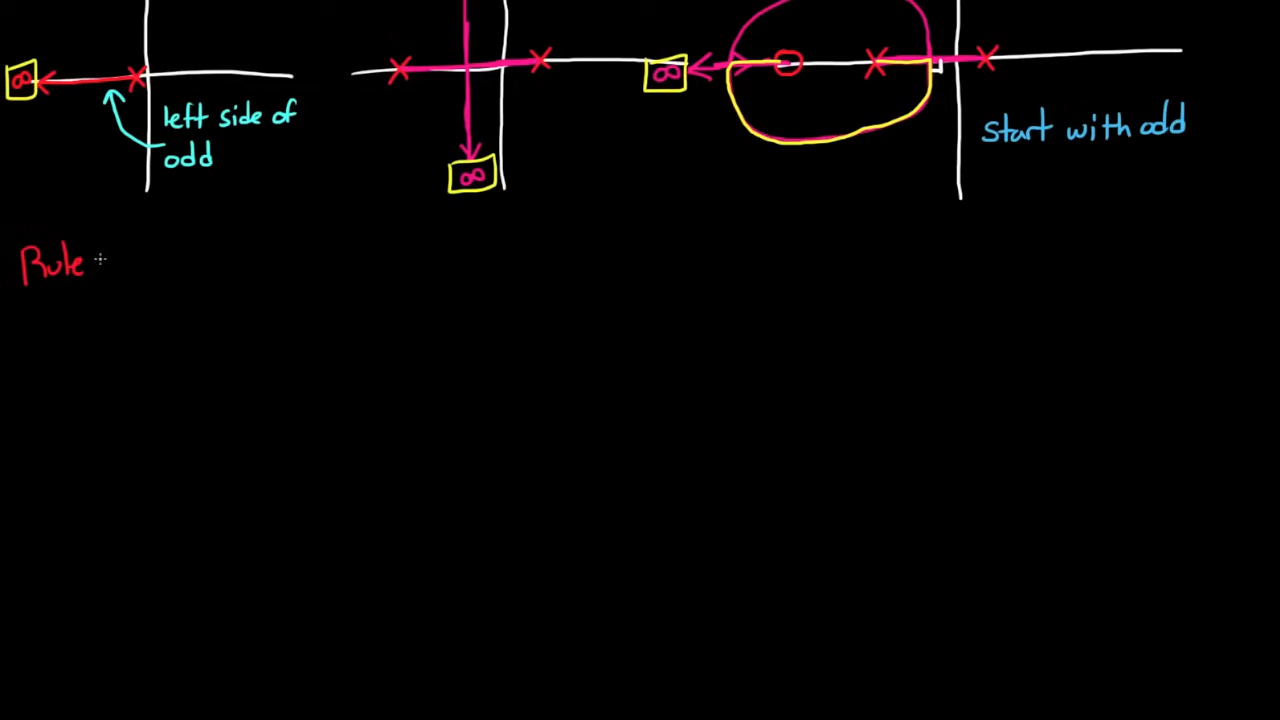 ∞
left side of
odd
∞
∞
start with odd
Rule